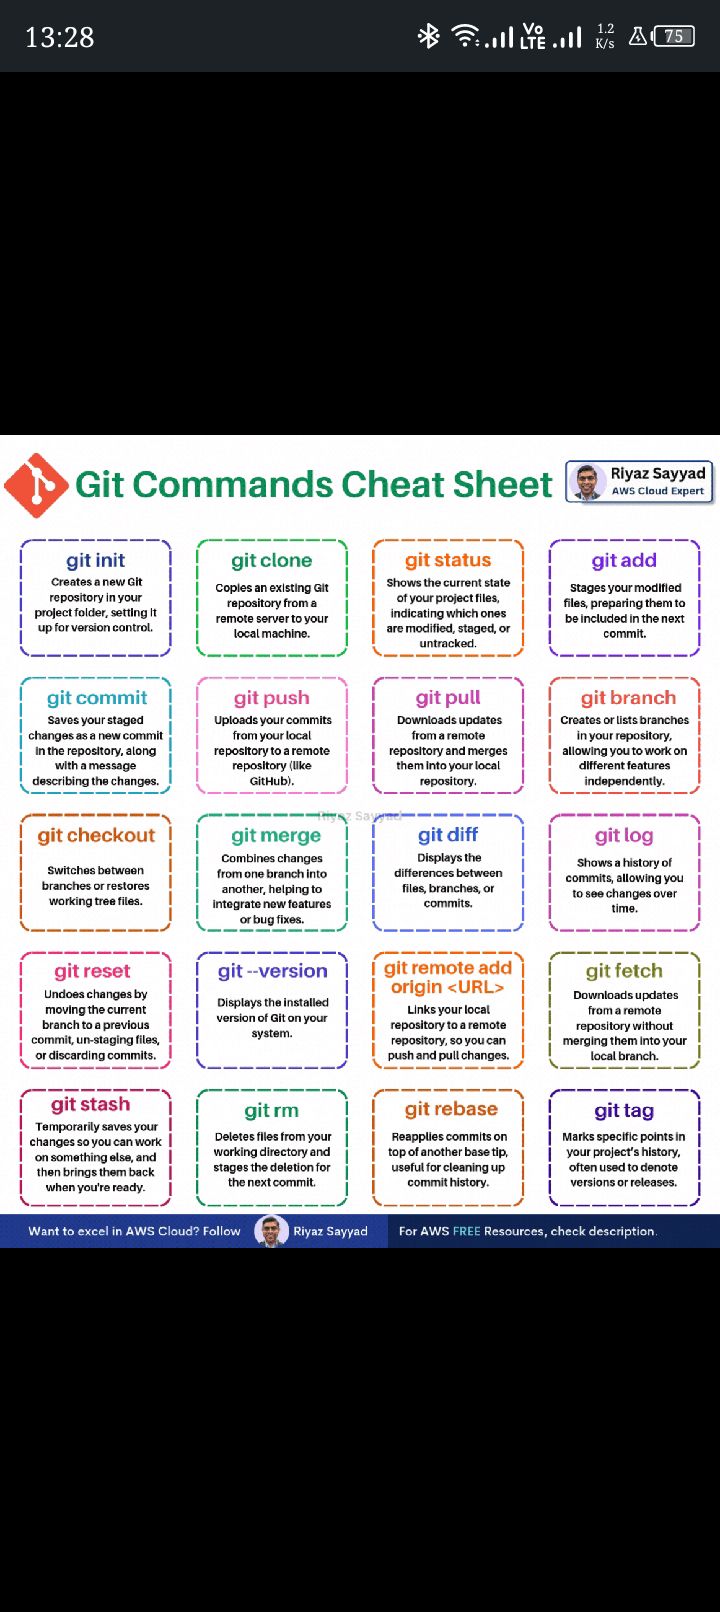 13:28
Vo
LTE
1.2
K/s
75
Git Commands Cheat Sheet
Riyaz Sayyad
AWS Cloud Expert
git init
Creates a new Git
repository in your
project folder, setting it
up for version control.
git clone
Copies an existing Git
repository from a
remote server to your
local machine.
git status
Shows the current state
of your project files,
indicating which ones
are modified, staged, or
untracked.
git add
Stages your modified
files, preparing them to
be included in the next
commit.
git commit
Saves your staged
changes as a new commit
in the repository, along
with a message
describing the changes.
git push
Uploads your commits
from your local
repository to a remote
repository (like
GitHub).
git pull
Downloads updates
from a remote
repository and merges
them into your local
repository.
git branch
Creates or lists branches
in your repository,
allowing you to work on
different features
independently.
Riyaz Sayyad
git checkout
Switches between
branches or restores
working tree files.
git merge
Combines changes
from one branch into
another, helping to
integrate new features
or bug fixes.
git diff
Displays the
differences between
files, branches, or
commits.
git log
Shows a history of
commits, allowing you
to see changes over
time.
git reset
Undoes changes by
moving the current
branch to a previous
commit, un-staging files,
or discarding commits.
git --version
Displays the installed
version of Git on your
system.
git remote add
origin <URL>
Links your local
repository to a remote
repository, so you can
push and pull changes.
git fetch
Downloads updates
from a remote
repository without
merging them into your
local branch.
git stash
Temporarily saves your
changes so you can work
on something else, and
then brings them back
when you're ready.
git rm
Deletes files from your
working directory and
stages the deletion for
the next commit.
git rebase
Reapplies commits on
top of another base tip,
useful for cleaning up
commit history.
git tag
Marks specific points in
your project's history,
often used to denote
versions or releases.
Want to excel in AWS Cloud? Follow
Riyaz Sayyad
For AWS FREE Resources, check description.